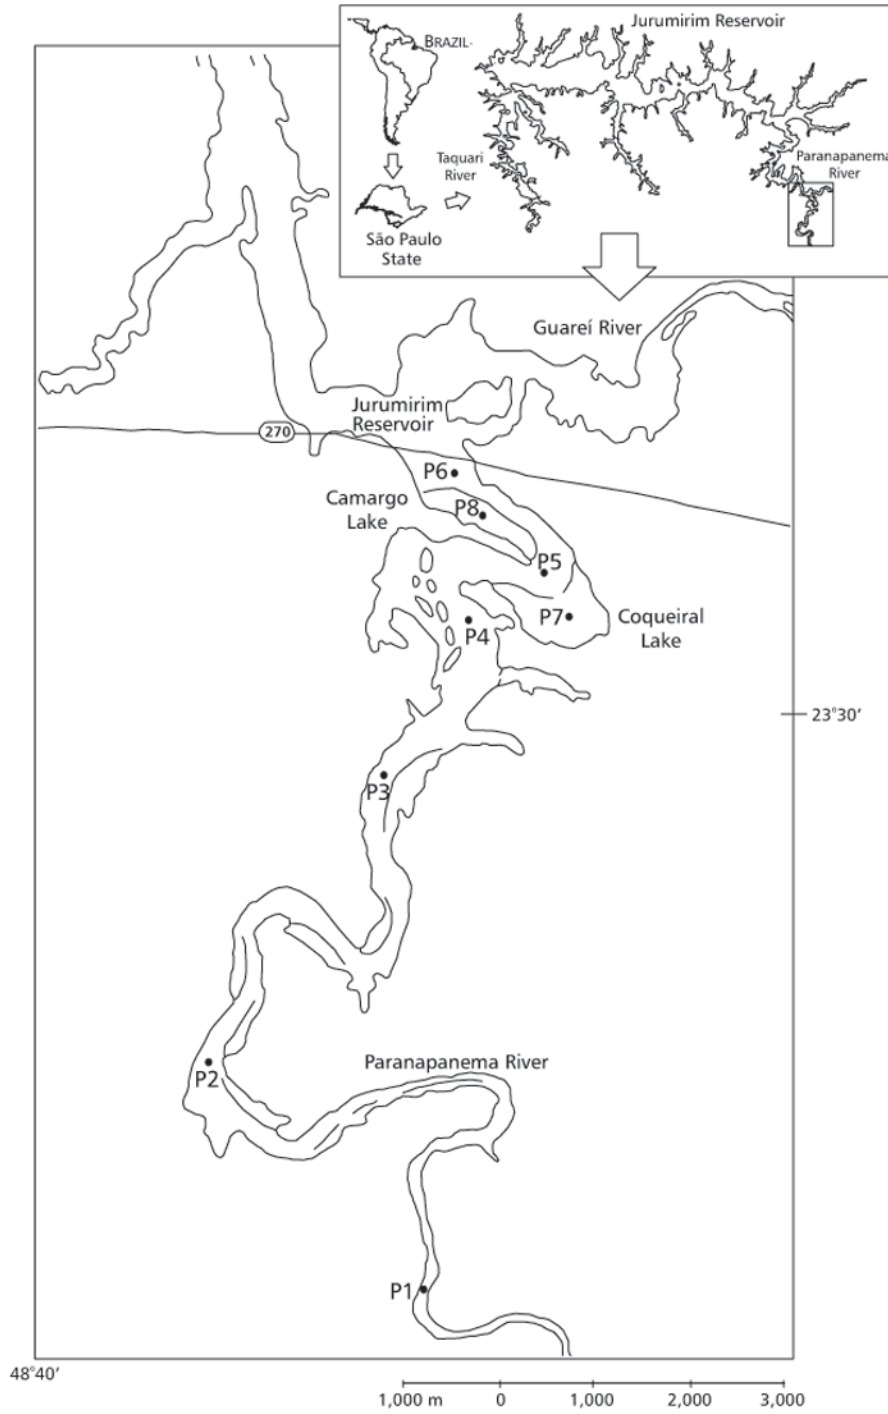 Jurumirim Reservoir
BRAZIL
Taquari
River
Paranapanema
River
São Paulo
State
Guareí River
Jurumirim
Reservoir
270
P6
Camargo
Lake
P8
P5
P7
Coqueiral
Lake
P4
23°30'
P3
Paranapanema River
P2
P1
48°40'
1,000 m 0 1,000 2,000 3,000